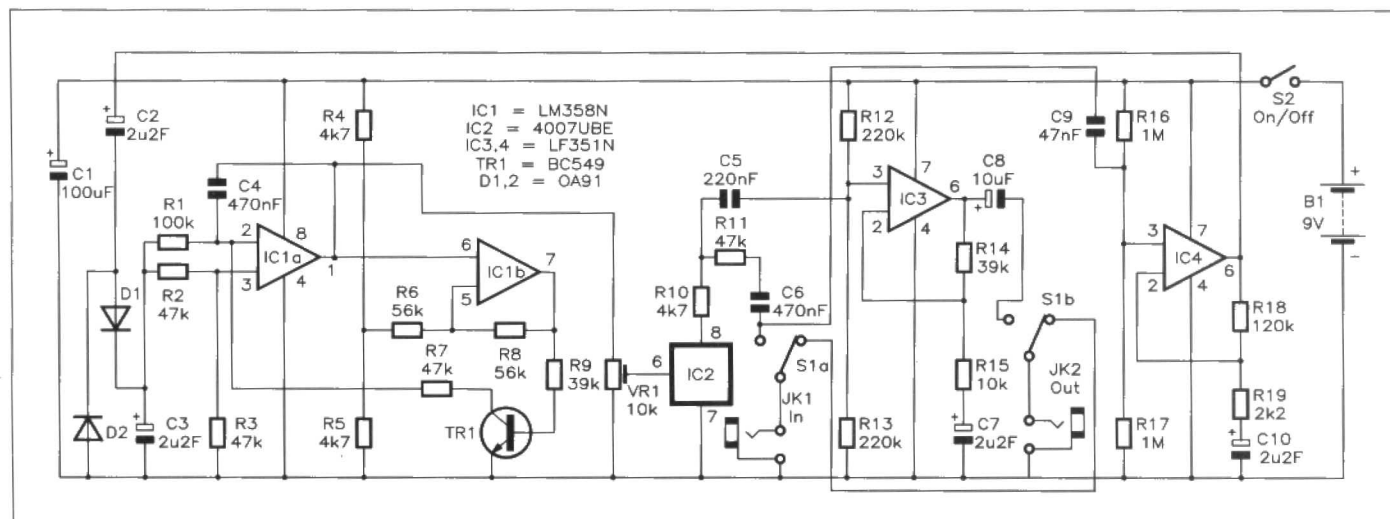 IC1 = LM358N
IC2 = 4007UBE
IC3,4 = LF351N
TR1 = BC549
D1,2 = OA91
+
C1
100uF
+
C2
2u2F
R1
100k
C4
470nF
R2
47k
D1
D2
+
C3
2u2F
R3
47k
2
3
8
4
1
IC1a
R4
4k7
R5
4k7
R6
56k
R7
47k
6
5
7
IC1b
R8
56k
R9
39k
TR1
VR1
10k
6
8
7
IC2
R10
4k7
C5
220nF
R11
47k
C6
470nF
S1a
JK1
In
R12
220k
R13
220k
3
2
7
4
6
IC3
C8
10uF
+
R14
39k
R15
10k
+
C7
2u2F
S1b
JK2
Out
C9
47nF
R16
1M
R17
1M
3
2
7
4
6
IC4
R18
120k
R19
2k2
+
C10
2u2F
S2
On/Off
+
B1
9V
−